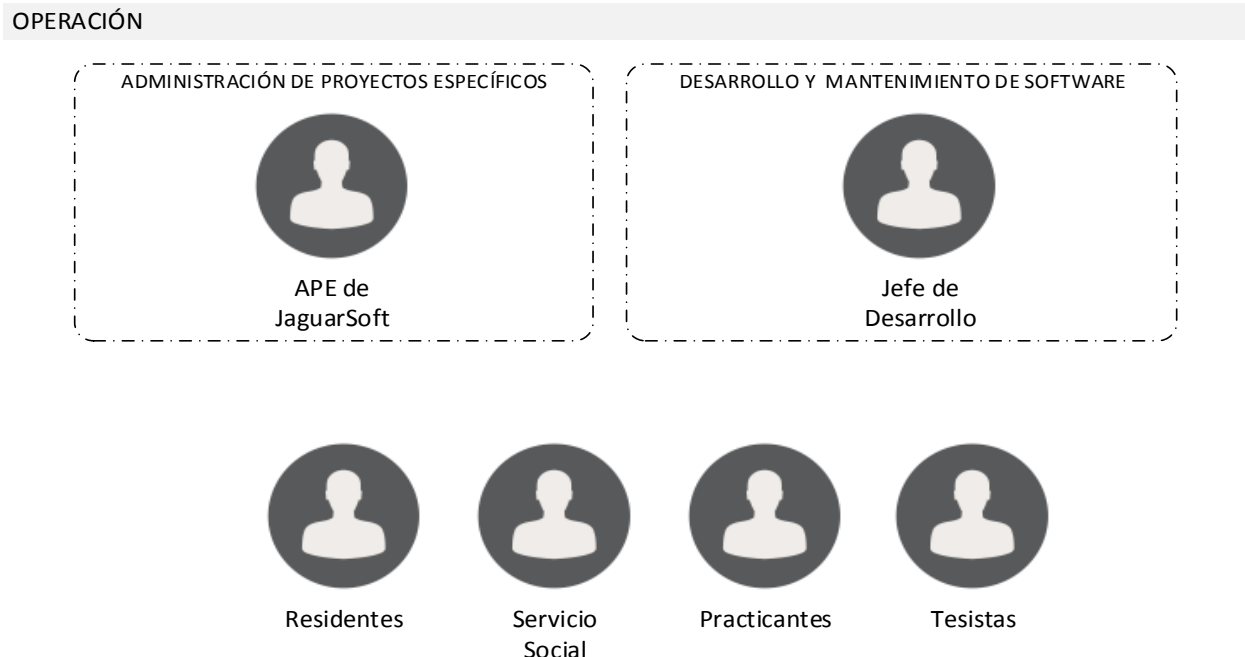 OPERACIÓN
ADMINISTRACIÓN DE PROYECTOS ESPECÍFICOS
DESARROLLO Y MANTENIMIENTO DE SOFTWARE
APE de
JaguarSoft
Jefe de
Desarrollo
Residentes
Servicio
Social
Practicantes
Tesistas